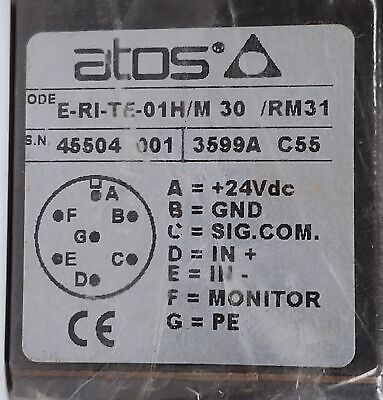 atos®
CODE E-RI-TE-01H/M 30 /RM31
S.N. 45504 001 3599A C55
A
F B
G
E C
D
A = +24Vdc
B = GND
C = SIG.COM.
D = IN +
E = IN -
F = MONITOR
G = PE
CE